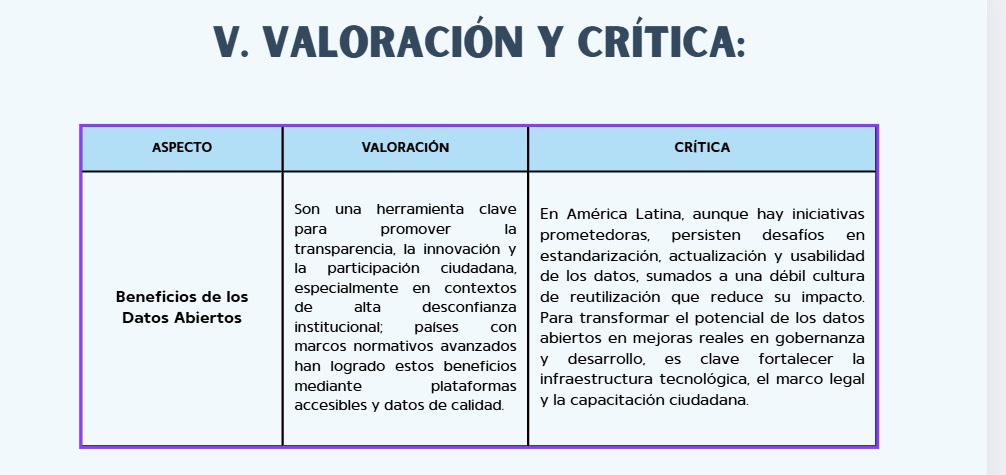 V. VALORACIÓN Y CRÍTICA:
ASPECTO
VALORACIÓN
CRÍTICA
Beneficios de los
Datos Abiertos
Son una herramienta clave
para promover la
transparencia, la innovación y
la participación ciudadana,
especialmente en contextos
de alta desconfianza
institucional; países con
marcos normativos avanzados
han logrado estos beneficios
mediante plataformas
accesibles y datos de calidad.
En América Latina, aunque hay iniciativas
prometedoras, persisten desafíos en
estandarización, actualización y usabilidad
de los datos, sumados a una débil cultura
de reutilización que reduce su impacto.
Para transformar el potencial de los datos
abiertos en mejoras reales en gobernanza
y desarrollo, es clave fortalecer la
infraestructura tecnológica, el marco legal
y la capacitación ciudadana.